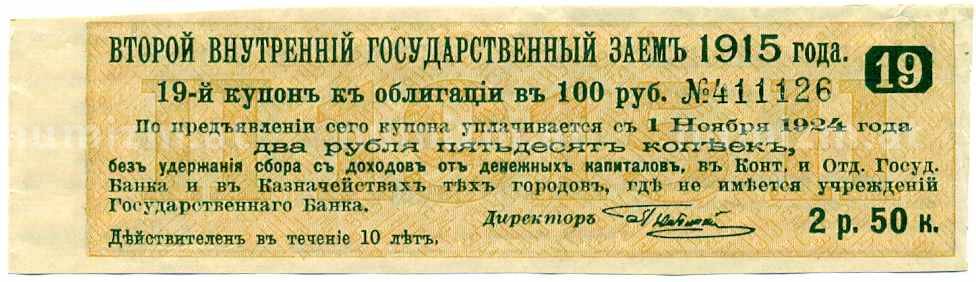 ВТОРОЙ ВНУТРЕННІЙ ГОСУДАРСТВЕННЫЙ ЗАЕМЪ 1915 года.
19
19-й купонъ къ облигаціи въ 100 руб. №411126
По предъявленіи сего купона уплачивается съ 1 Ноября 1924 года
два рубля пятьдесятъ копѣекъ,
безъ удержанія сбора съ доходовъ отъ денежныхъ капиталовъ, въ Конт. и Отд. Госуд.
Банка и въ Казначействахъ тѣхъ городовъ, гдѣ не имѣется учрежденій
Государственнаго Банка.
Директоръ
2 р. 50 к.
Дѣйствителенъ въ теченіе 10 лѣтъ.